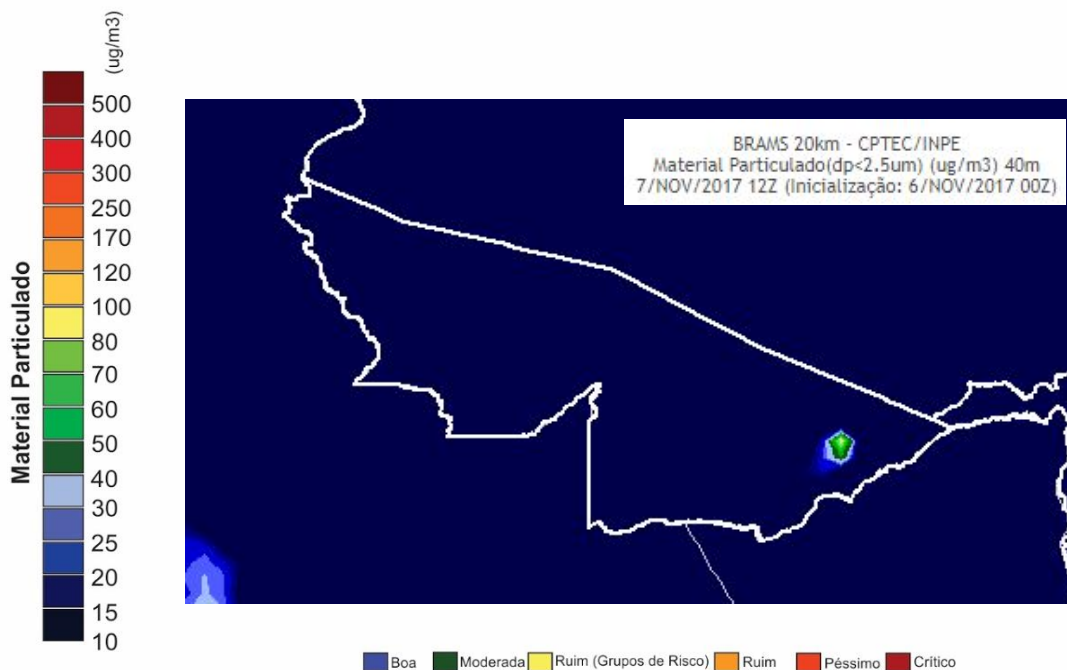 (ug/m3)
500
400
300
250
170
120
100
80
70
60
50
40
30
25
20
15
10
Material Particulado
BRAMS 20km - CPTEC/INPE
Material Particulado(dp<2.5um) (ug/m3) 40m
7/NOV/2017 12Z (Inicialização: 6/NOV/2017 00Z)
Boa Moderada Ruim (Grupos de Risco) Ruim Péssimo Crítico